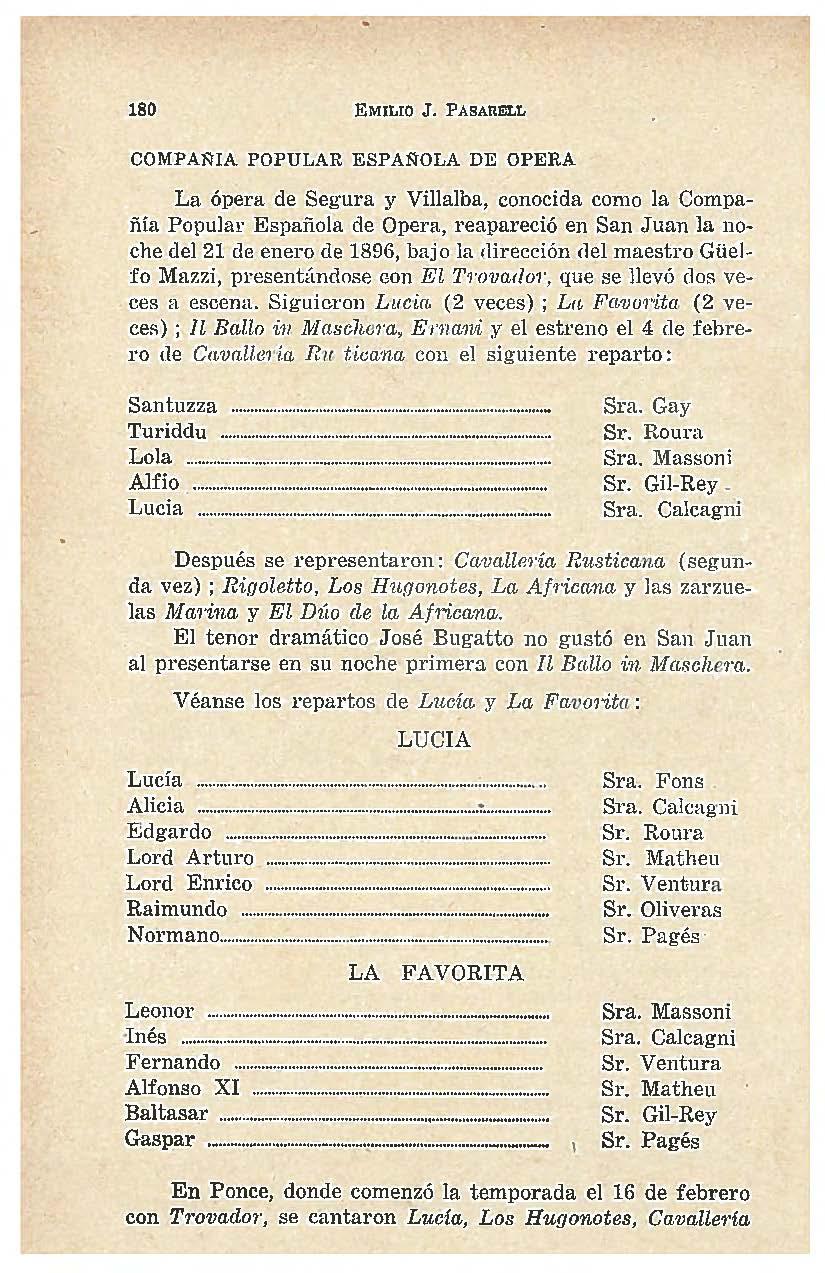 180 EMILIO J. PASARELL
COMPAÑIA POPULAR ESPAÑOLA DE OPERA
La ópera de Segura y Villalba, conocida como la Compa-
ñía Popular Española de Opera, reapareció en San Juan la no-
che del 21 de enero de 1896, bajo la dirección del maestro Güel-
fo Mazzi, presentándose con El Trovador, que se llevó dos ve-
ces a escena. Siguieron Lucia (2 veces) ; La Favorita (2 ve-
ces) ; Il Ballo in Maschera, Ernani y el estreno el 4 de febre-
ro de Cavallería Ru ticana con el siguiente reparto:
Santuzza ........ Sra. Gay
Turiddu ........ Sr. Roura
Lola ........ Sra. Massoni
Alfio ........ Sr. Gil-Rey
Lucia ........ Sra. Calcagni
Después se representaron: Cavallería Rusticana (segun-
da vez) ; Rigoletto, Los Hugonotes, La Africana y las zarzue-
las Marina y El Dúo de la Africana.
El tenor dramático José Bugatto no gustó en San Juan
al presentarse en su noche primera con Il Ballo in Maschera.
Véanse los repartos de Lucía y La Favorita:
LUCIA
Lucía ........ Sra. Fons
Alicia ........ Sra. Calcagni
Edgardo ........ Sr. Roura
Lord Arturo ........ Sr. Matheu
Lord Enrico ........ Sr. Ventura
Raimundo ........ Sr. Oliveras
Normano ........ Sr. Pagés
LA FAVORITA
Leonor ........ Sra. Massoni
Inés ........ Sra. Calcagni
Fernando ........ Sr. Ventura
Alfonso XI ........ Sr. Matheu
Baltasar ........ Sr. Gil-Rey
Gaspar ........ Sr. Pagés
En Ponce, donde comenzó la temporada el 16 de febrero
con Trovador, se cantaron Lucía, Los Hugonotes, Cavallería